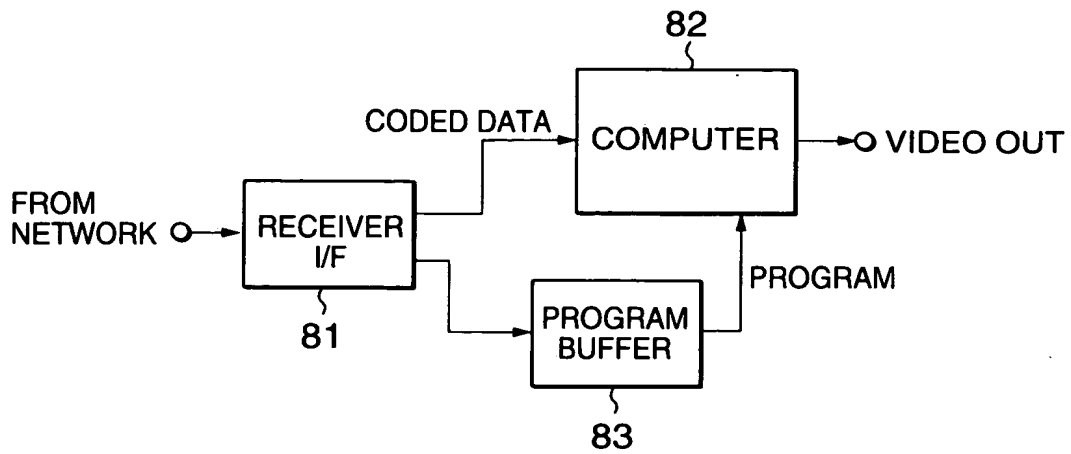 82
CODED DATA
COMPUTER
VIDEO OUT
FROM
NETWORK
RECEIVER
I/F
81
PROGRAM
PROGRAM
BUFFER
83